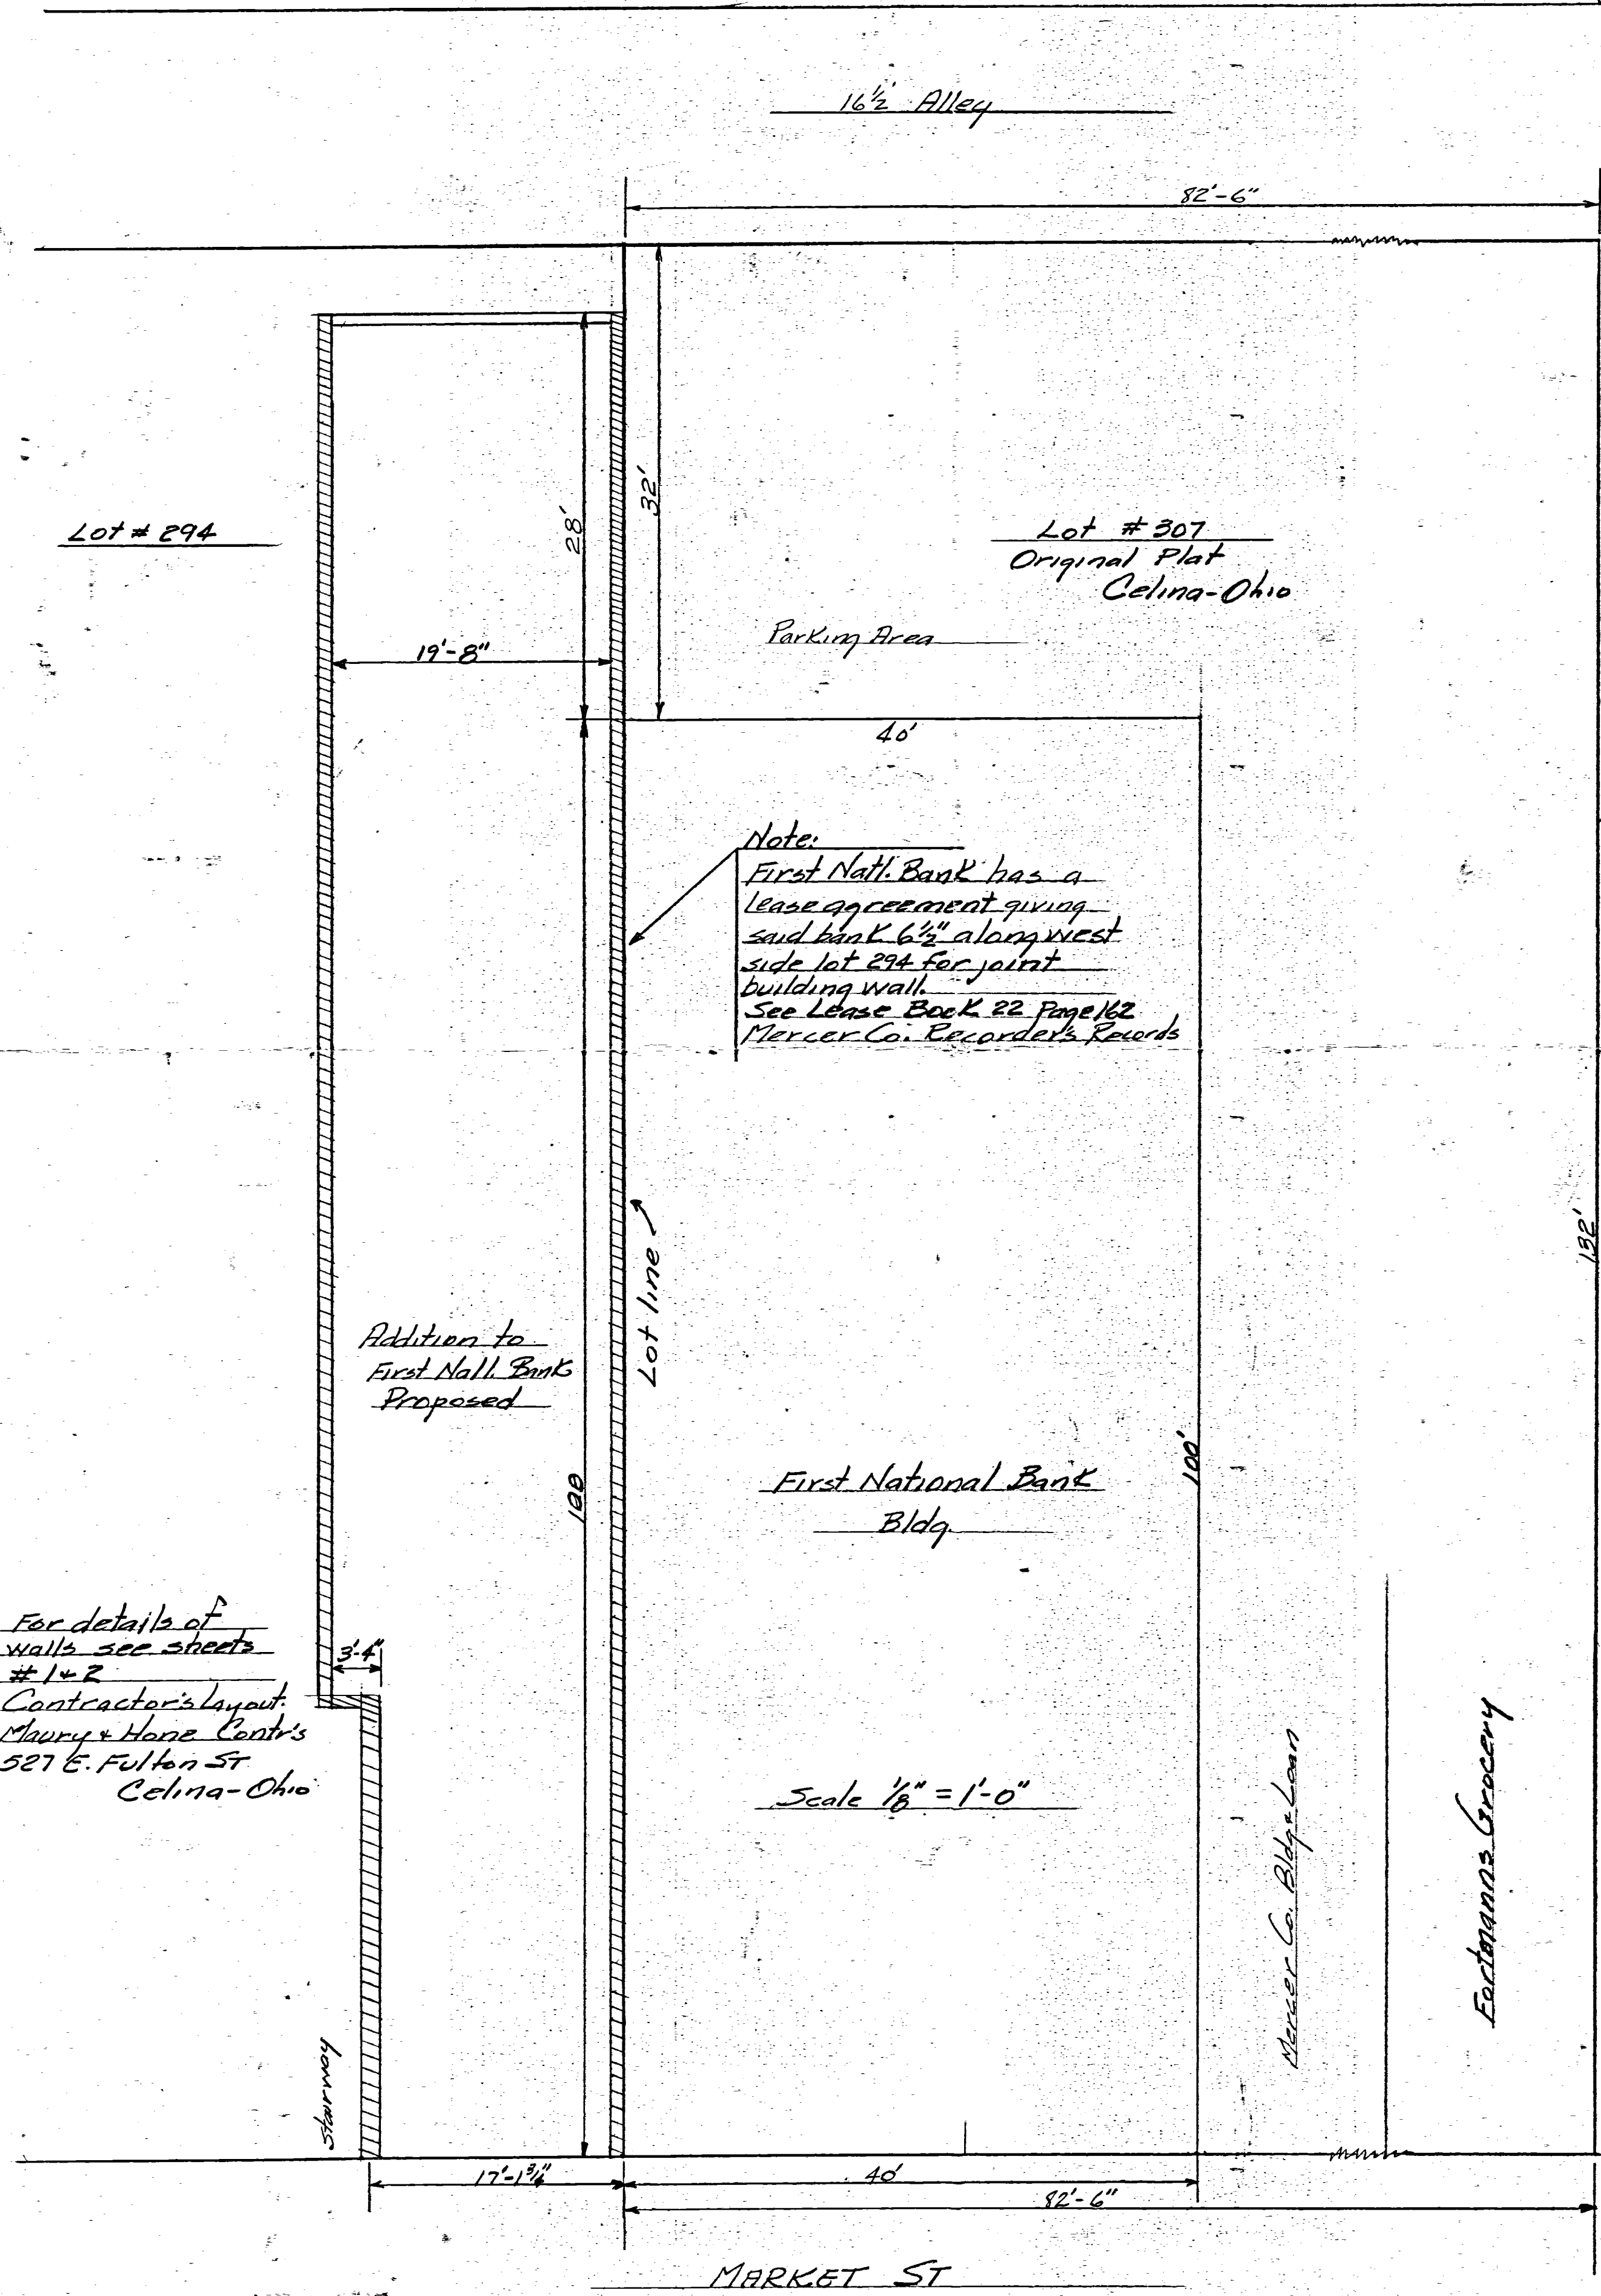 16½ Alley
82'-6"
32'
28'
Lot # 294
Lot # 307
Original Plat
Celina-Ohio
Parking Area
19'-8"
40'
Note:
First Natl. Bank has a
lease agreement giving
said bank 6½" along west
side lot 294 for joint
building wall.
See Lease Book 22 Page 162
Mercer Co. Recorder's Records
132'
Lot line
Addition to
First Natl. Bank
Proposed
100
First National Bank
Bldg.
100'
For details of
walls see sheets
# 1 & 2
Contractor's layout.
Maury & Hone Contr's
527 E. Fulton St
Celina-Ohio
3'-4"
Scale 1/8" = 1'-0"
Mercer Co. Bldg & Loan
Fortmanns Grocery
Stairway
17'-1¾"
40'
82'-6"
MARKET ST